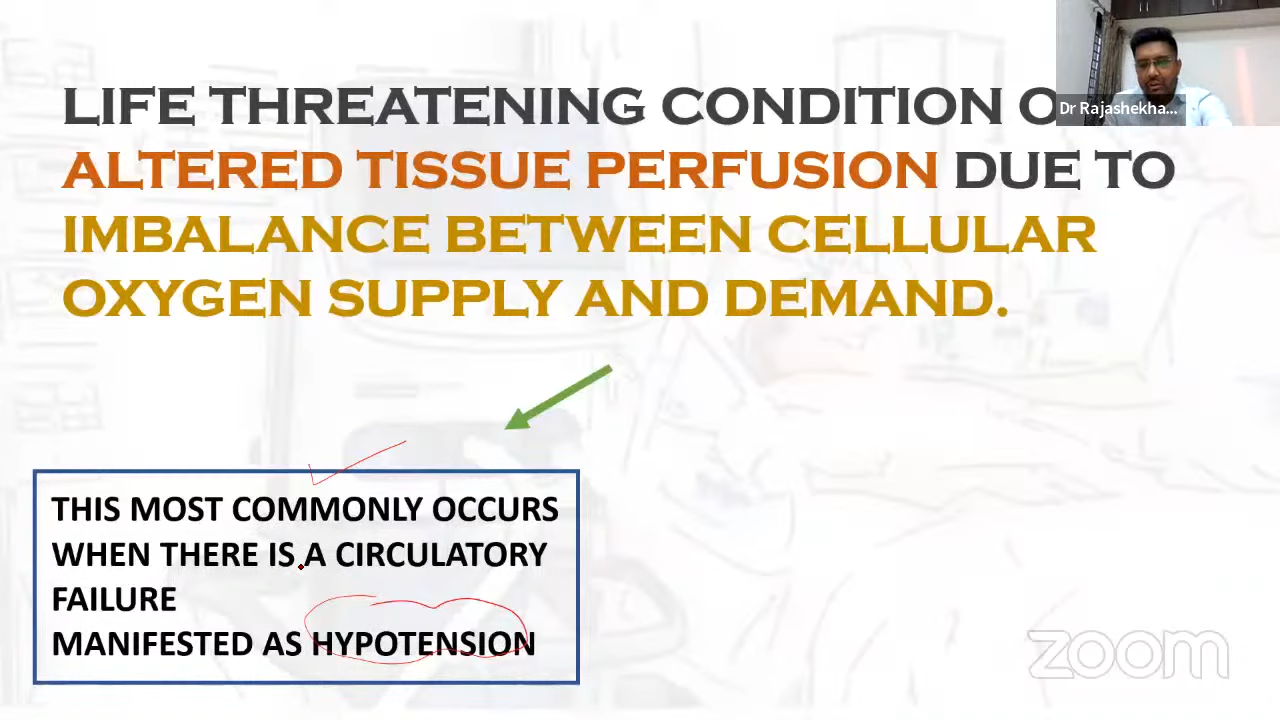 LIFE THREATENING CONDITION O
ALTERED TISSUE PERFUSION DUE TO
IMBALANCE BETWEEN CELLULAR
OXYGEN SUPPLY AND DEMAND.
Dr Rajashekha...
THIS MOST COMMONLY OCCURS
WHEN THERE IS A CIRCULATORY
FAILURE
MANIFESTED AS HYPOTENSION
zoom